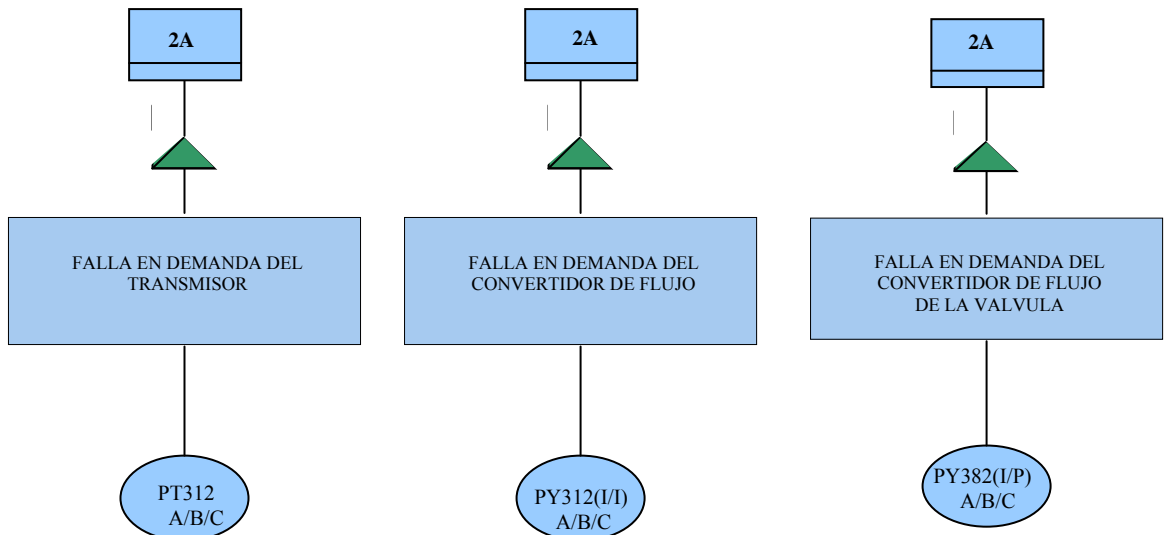 2A
2A
2A
FALLA EN DEMANDA DEL
TRANSMISOR
FALLA EN DEMANDA DEL
CONVERTIDOR DE FLUJO
FALLA EN DEMANDA DEL
CONVERTIDOR DE FLUJO
DE LA VALVULA
PT312
A/B/C
PY312(I/I)
A/B/C
PY382(I/P)
A/B/C